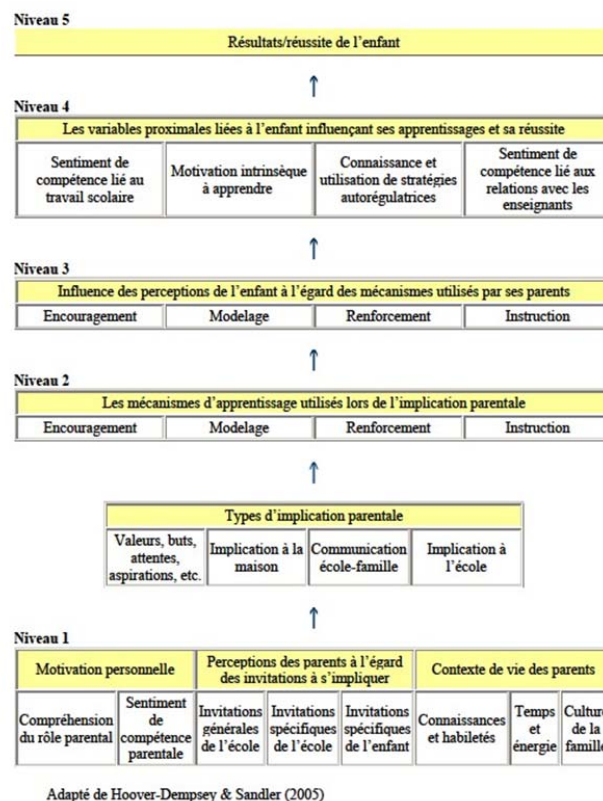 Niveau 5
Résultats/réussite de l'enfant
Niveau 4
Les variables proximales liées à l'enfant influençant ses apprentissages et sa réussite
Sentiment de
compétence lié au
travail scolaire
Motivation intrinsèque
à apprendre
Connaissance et
utilisation de stratégies
autorégulatrices
Sentiment de
compétence lié aux
relations avec les
enseignants
Niveau 3
Influence des perceptions de l'enfant à l'égard des mécanismes utilisés par ses parents
Encouragement
Modelage
Renforcement
Instruction
Niveau 2
Les mécanismes d'apprentissage utilisés lors de l'implication parentale
Encouragement
Modelage
Renforcement
Instruction
Types d'implication parentale
Valeurs, buts,
attentes,
aspirations, etc.
Implication à la
maison
Communication
école-famille
Implication à
l'école
Niveau 1
Motivation personnelle
Perceptions des parents à l'égard
des invitations à s'impliquer
Contexte de vie des parents
Compréhension
du rôle parental
Sentiment
de
compétence
parentale
Invitations
générales
de l'école
Invitations
spécifiques
de l'école
Invitations
spécifiques
de l'enfant
Connaissances
et habiletés
Temps
et
énergie
Culture
de la
famille
Adapté de Hoover-Dempsey & Sandler (2005)